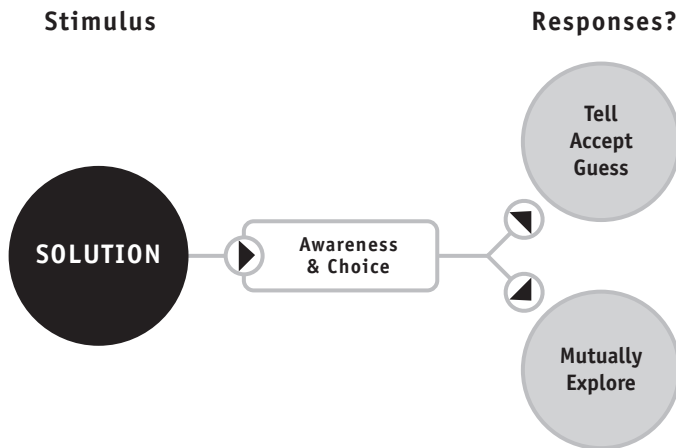 Stimulus
Responses?
Tell
Accept
Guess
SOLUTION
Awareness
& Choice
Mutually
Explore